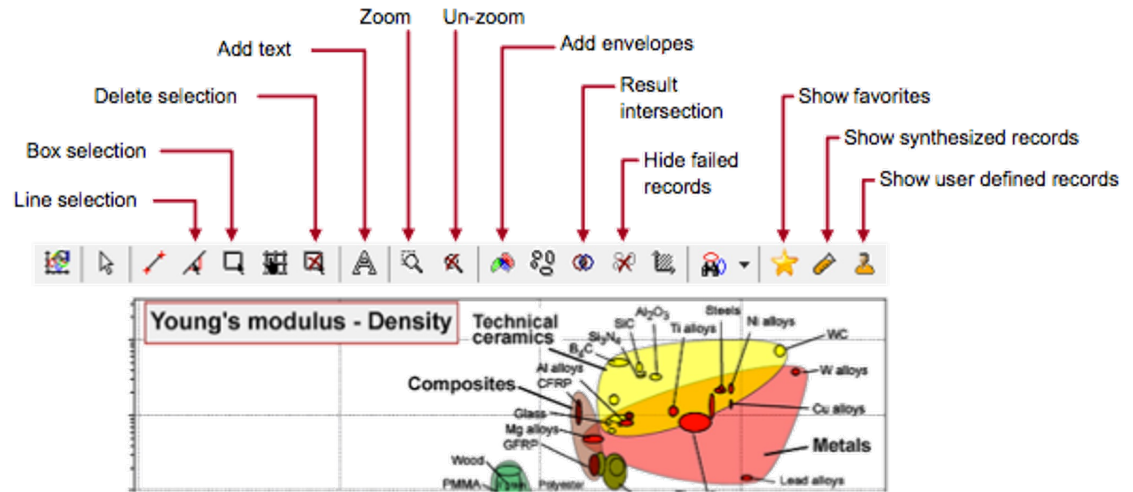 Zoom
Un-zoom
Add text
Add envelopes
Delete selection
Result
intersection
Show favorites
Box selection
Hide failed
records
Show synthesized records
Line selection
Show user defined records
Young's modulus - Density
Technical
ceramics
Al2O3
SiC
Si3N4
B4C
Steels
Ti alloys
Ni alloys
WC
Al alloys
CFRP
W alloys
Composites
Glass
Cu alloys
Mg alloys
GFRP
Metals
Wood
PMMA
Polyester
Lead alloys